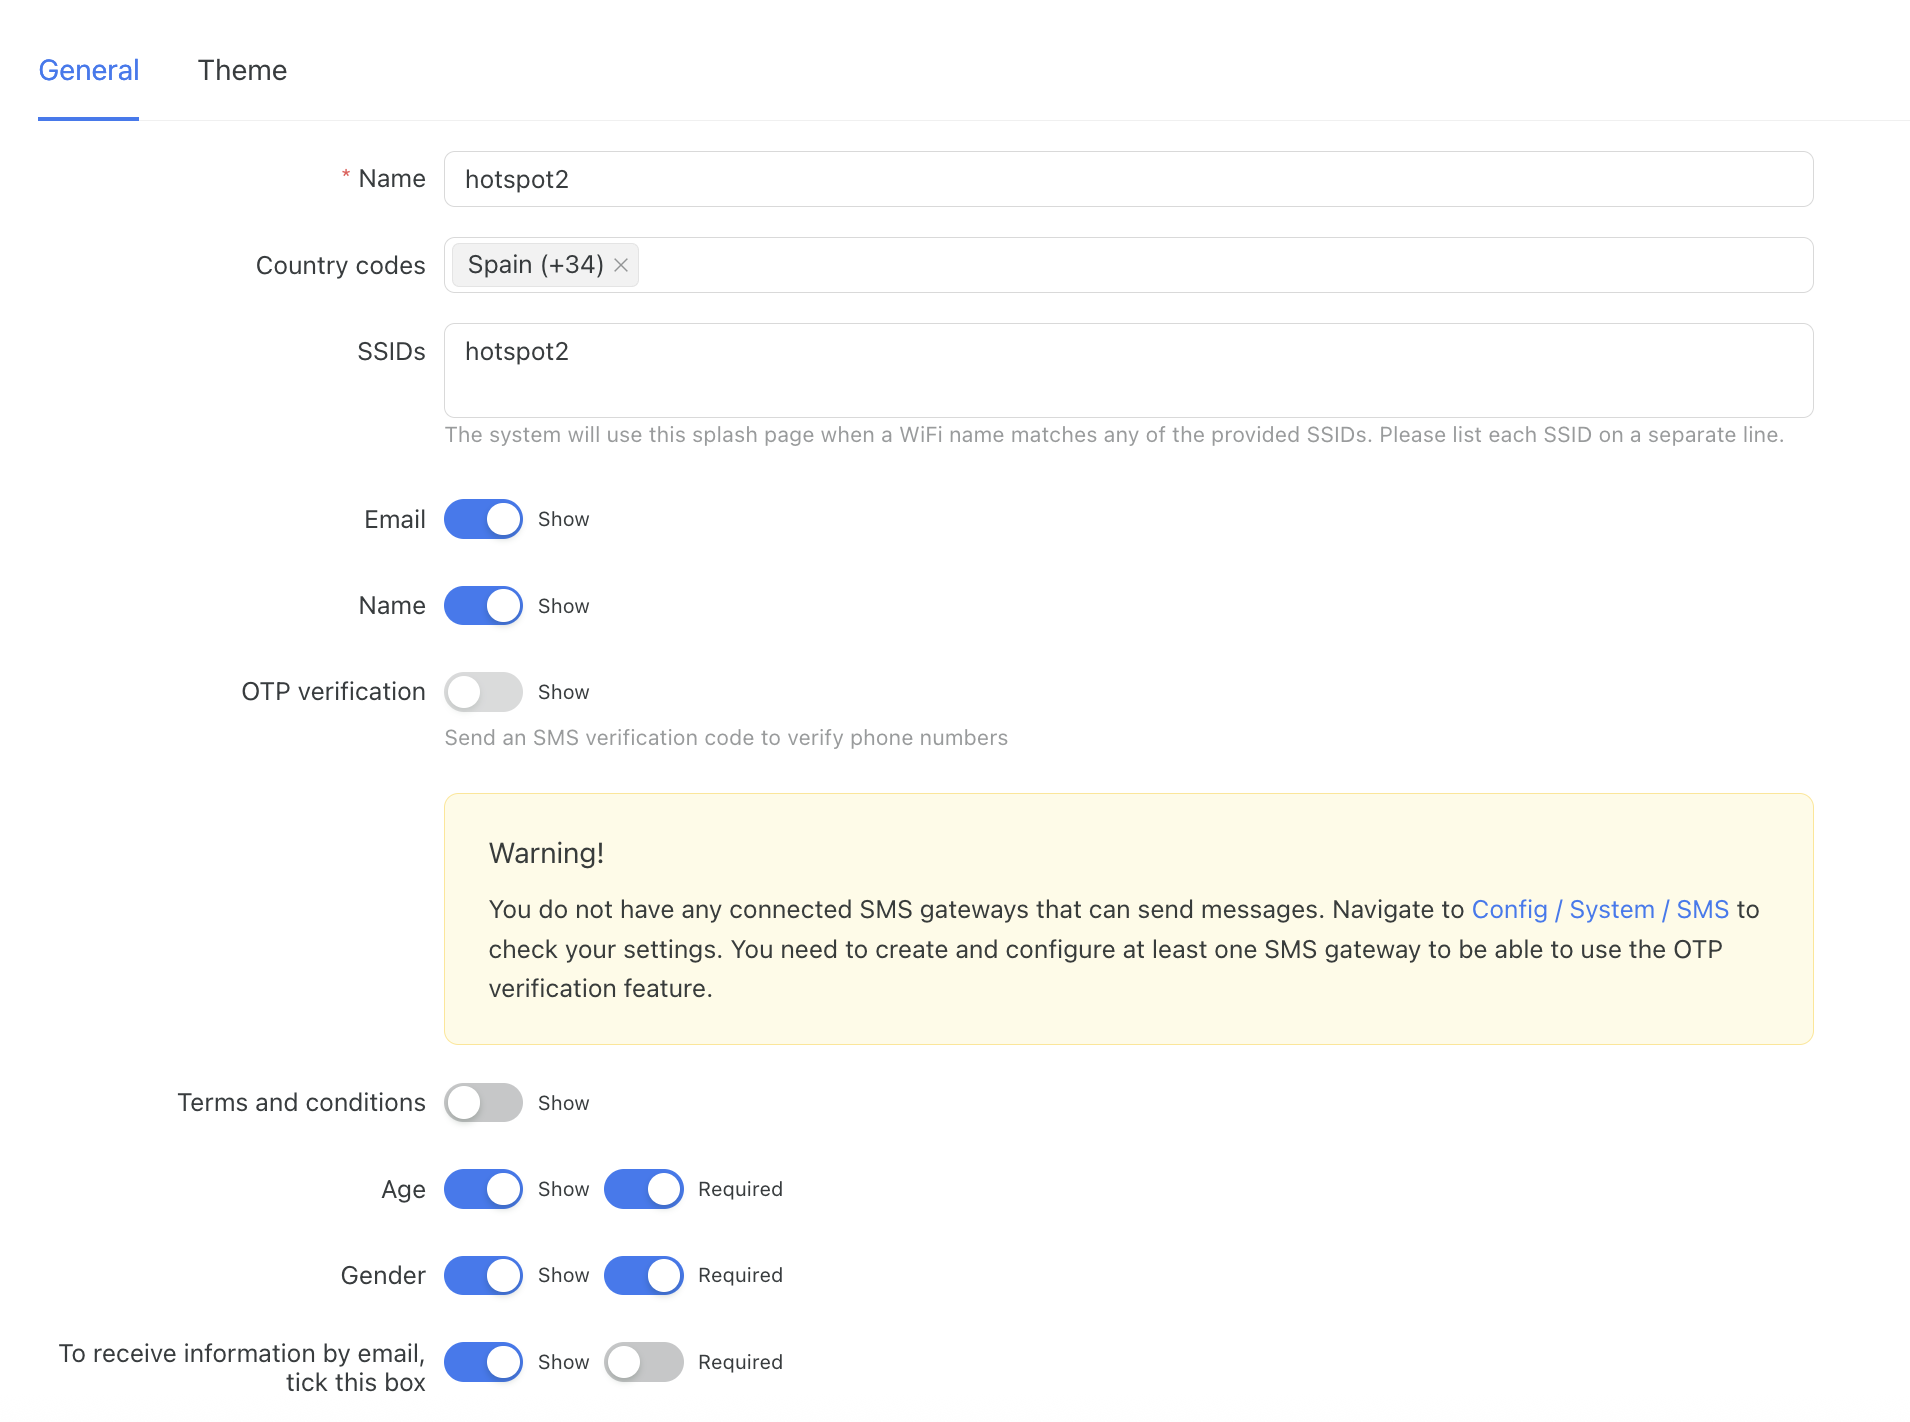 General Theme
* Name hotspot2
Country codes Spain (+34)
SSIDs hotspot2
The system will use this splash page when a WiFi name matches any of the provided SSIDs. Please list each SSID on a separate line.
Email Show
Name Show
OTP verification Show
Send an SMS verification code to verify phone numbers
Warning!
You do not have any connected SMS gateways that can send messages. Navigate to Config / System / SMS to
check your settings. You need to create and configure at least one SMS gateway to be able to use the OTP
verification feature.
Terms and conditions Show
Age Show Required
Gender Show Required
To receive information by email,
tick this box Show Required